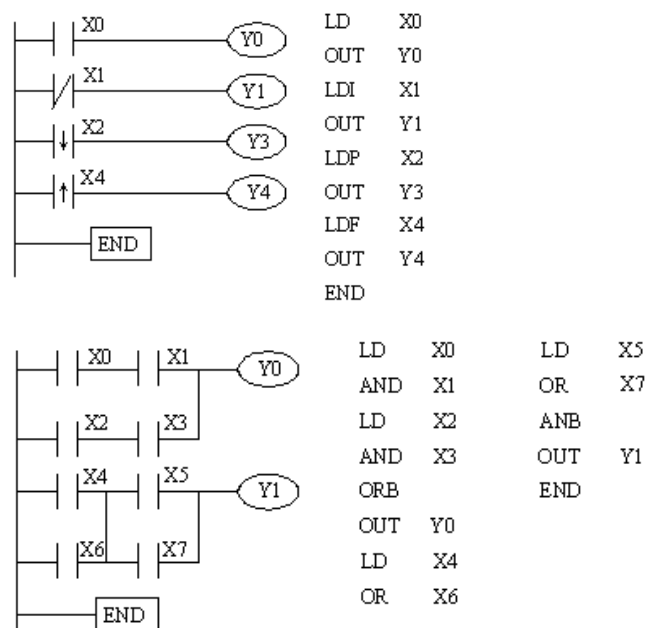 X0
Y0
X1
Y1
X2
Y3
X4
Y4
END
LD X0
OUT Y0
LDI X1
OUT Y1
LDP X2
OUT Y3
LDF X4
OUT Y4
END
X0 X1
Y0
X2 X3
X4 X5
Y1
X6 X7
END
LD X0
AND X1
LD X2
AND X3
ORB
OUT Y0
LD X4
OR X6
LD X5
OR X7
ANB
OUT Y1
END